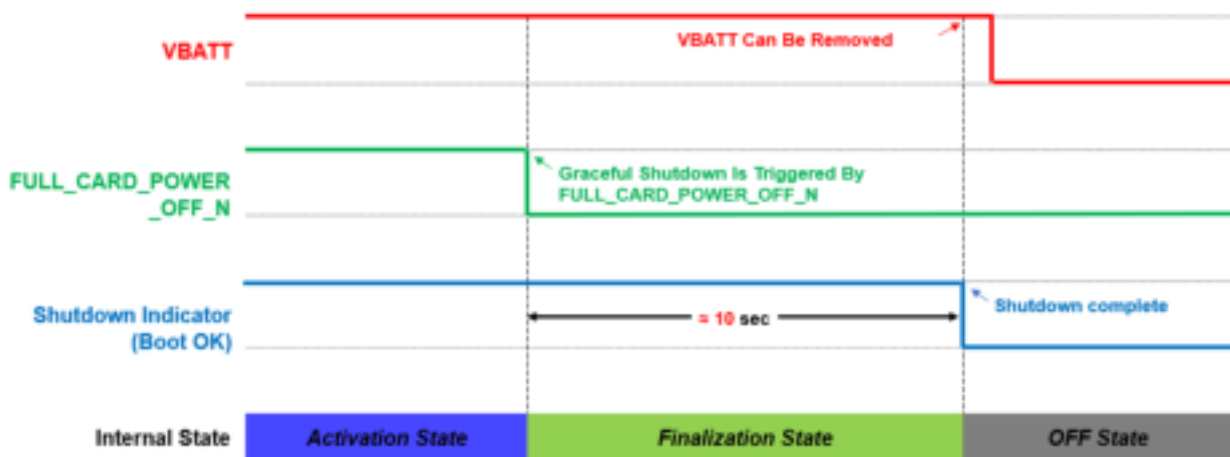 VBATT
VBATT Can Be Removed
FULL_CARD_POWER
_OFF_N
Graceful Shutdown Is Triggered By
FULL_CARD_POWER_OFF_N
Shutdown Indicator
(Boot OK)
≈ 10 sec
Shutdown complete
Internal State
Activation State
Finalization State
OFF State